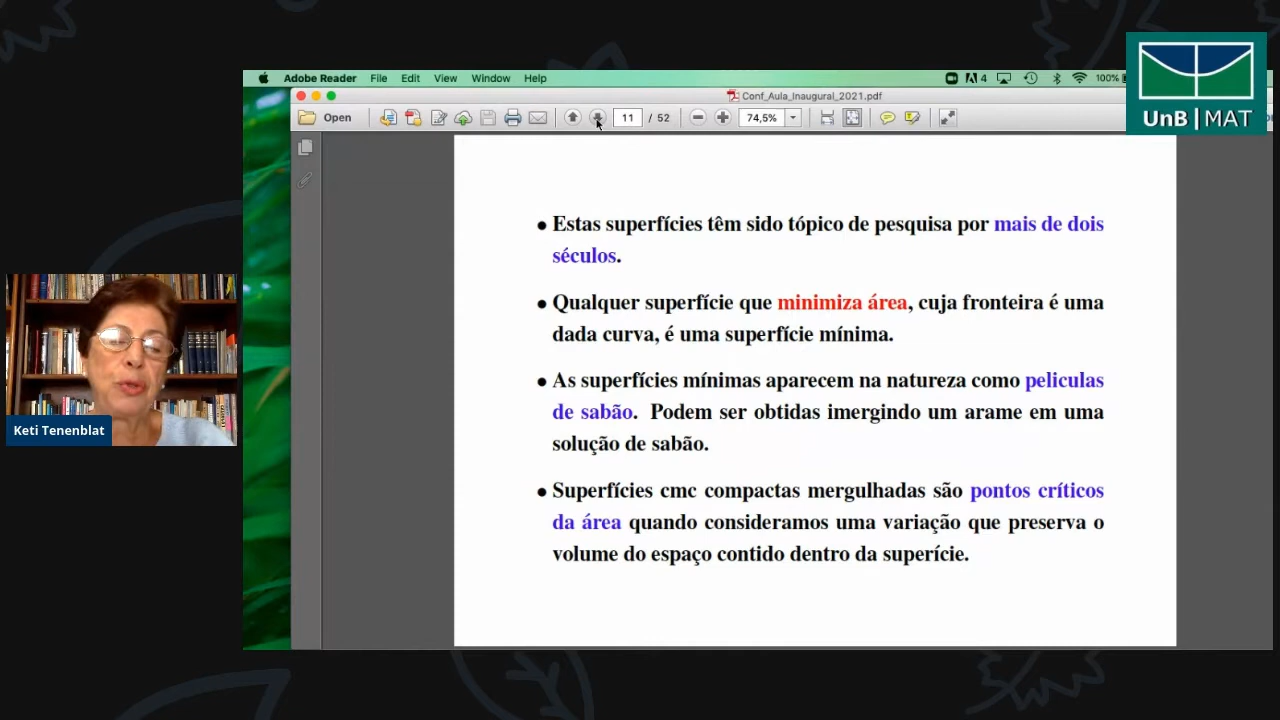 Adobe Reader File Edit View Window Help 4 100%
Conf_Aula_Inaugural_2021.pdf
Open 11 / 52 74,5%
UnB | MAT
• Estas superfícies têm sido tópico de pesquisa por mais de dois
séculos.
• Qualquer superfície que minimiza área, cuja fronteira é uma
dada curva, é uma superfície mínima.
• As superfícies mínimas aparecem na natureza como peliculas
de sabão. Podem ser obtidas imergindo um arame em uma
solução de sabão.
• Superfícies cmc compactas mergulhadas são pontos críticos
da área quando consideramos uma variação que preserva o
volume do espaço contido dentro da superície.
Keti Tenenblat